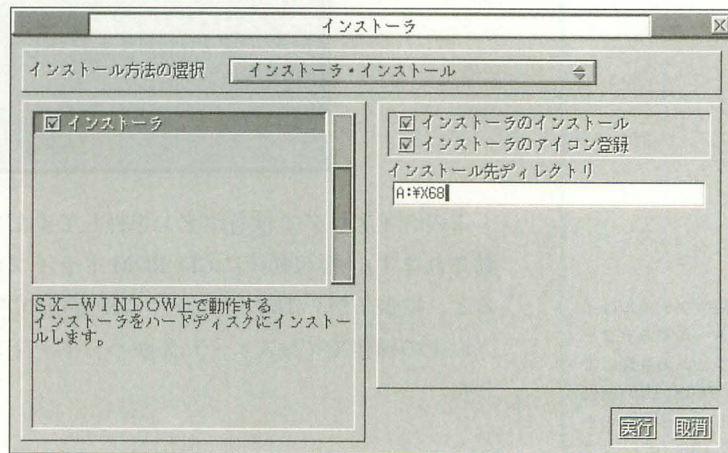 インストーラ
インストール方法の選択
インストーラ・インストール
インストーラ
SX-WINDOW上で動作する
インストーラをハードディスクにインストー
ルします。
インストーラのインストール
インストーラのアイコン登録
インストール先ディレクトリ
A:¥X68
実行
取消